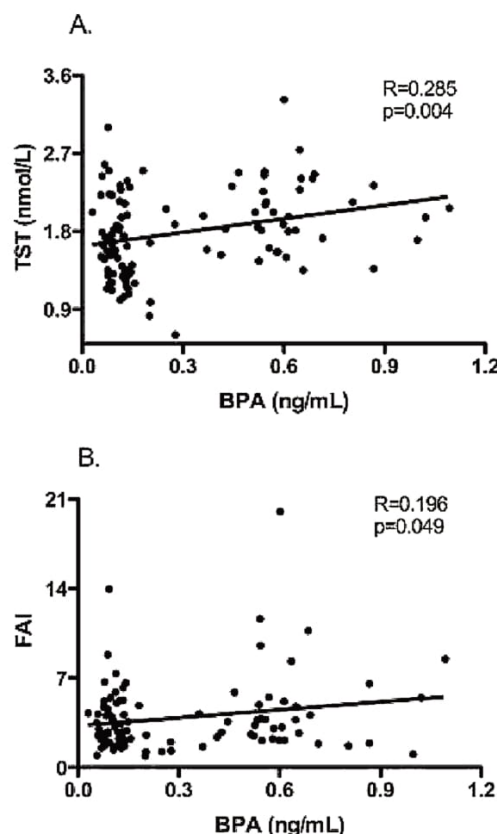 A.
3.6
2.7
1.8
0.9
TST (nmol/L)
R=0.285
p=0.004
0.0 0.3 0.6 0.9 1.2
BPA (ng/mL)
B.
21
14
7
0
FAI
R=0.196
p=0.049
0.0 0.3 0.6 0.9 1.2
BPA (ng/mL)